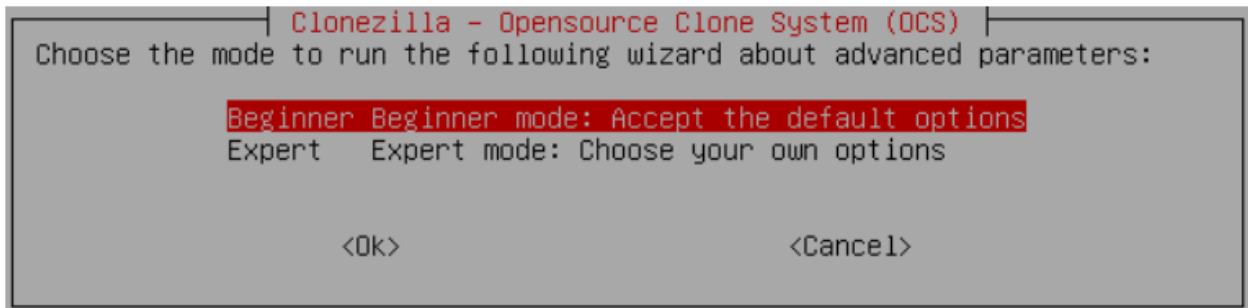 Clonezilla - Opensource Clone System (OCS)
Choose the mode to run the following wizard about advanced parameters:
Beginner Beginner mode: Accept the default options
Expert Expert mode: Choose your own options
<Ok> <Cancel>